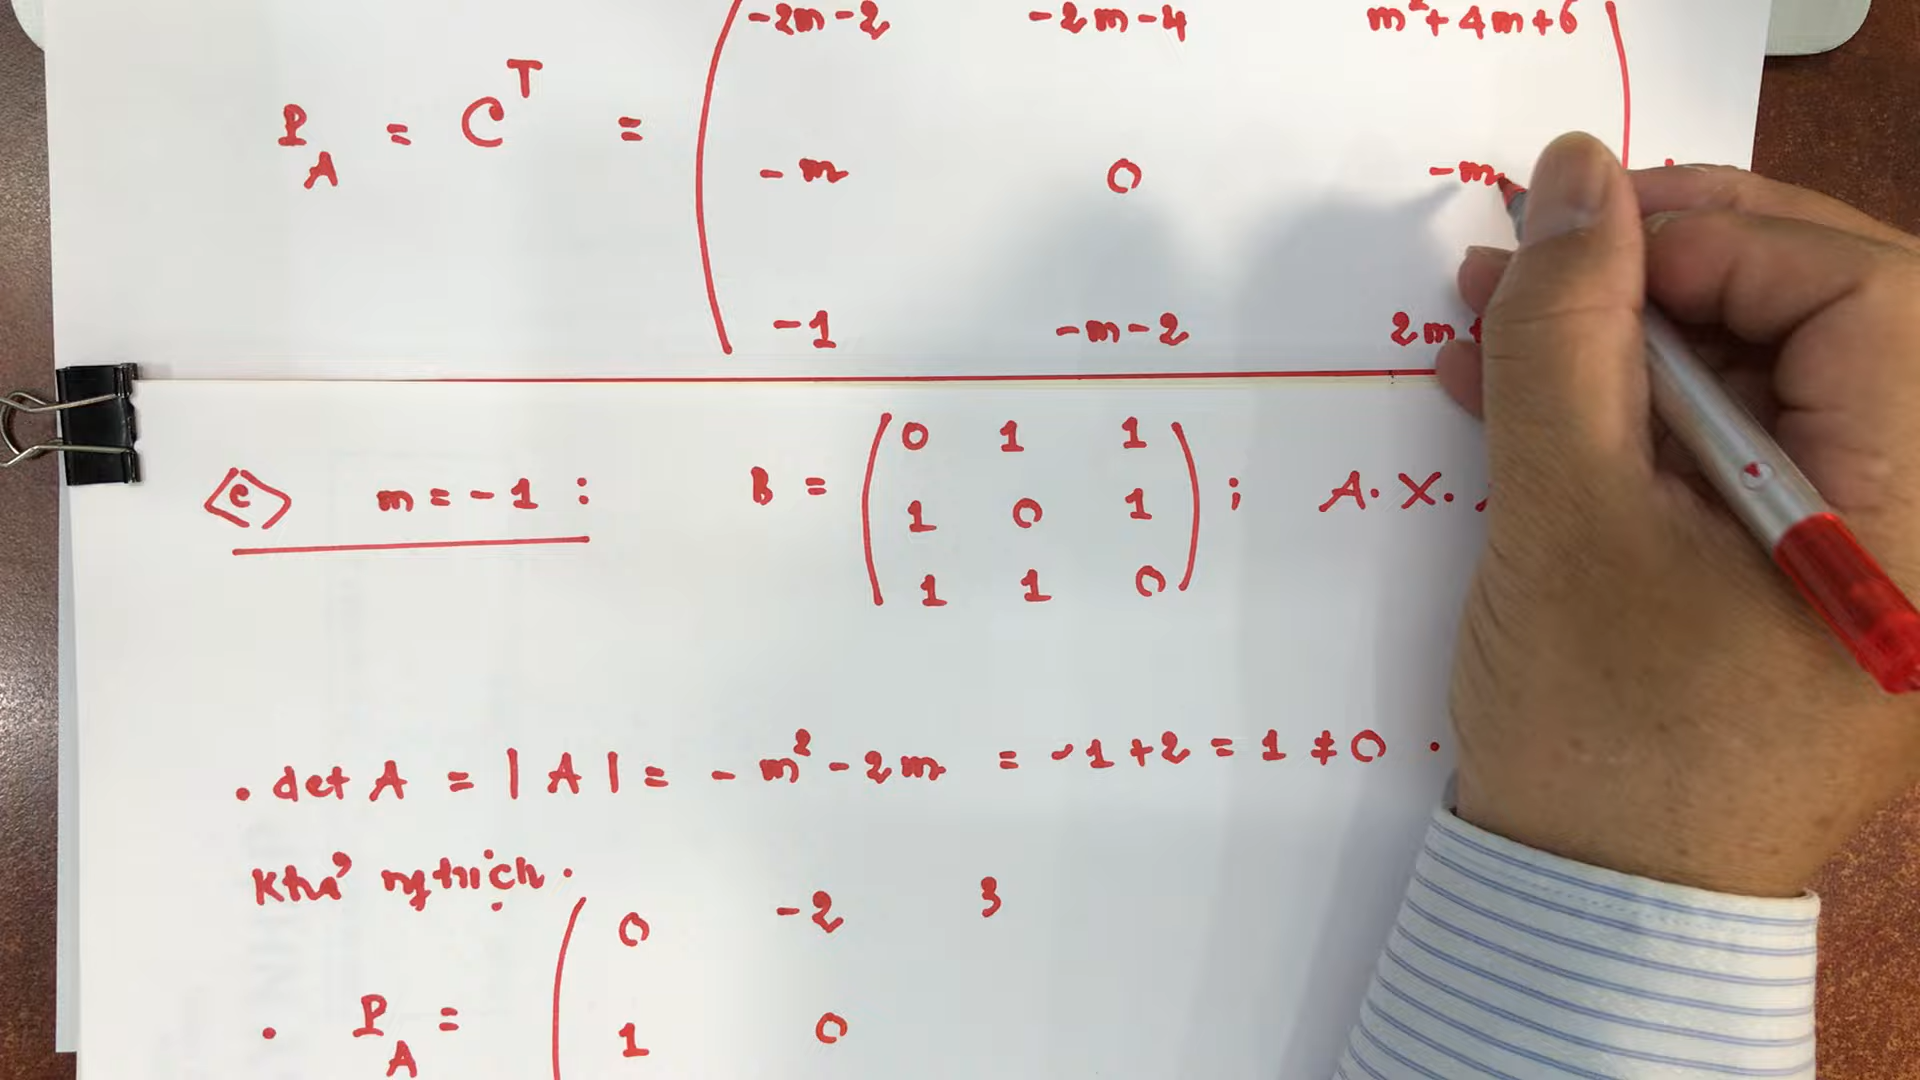 -2m-2 -2m-4 m²+4m+6
P_A = C^T =
-m 0 -m
-1 -m-2 2m+
c m = -1 : B = ; A. X.
0 1 1
1 0 1
1 1 0
. det A = |A| = - m² - 2m = -1 + 2 = 1 ≠ 0 .
Khả nghịch.
0 -2 3
. P_A =
1 0